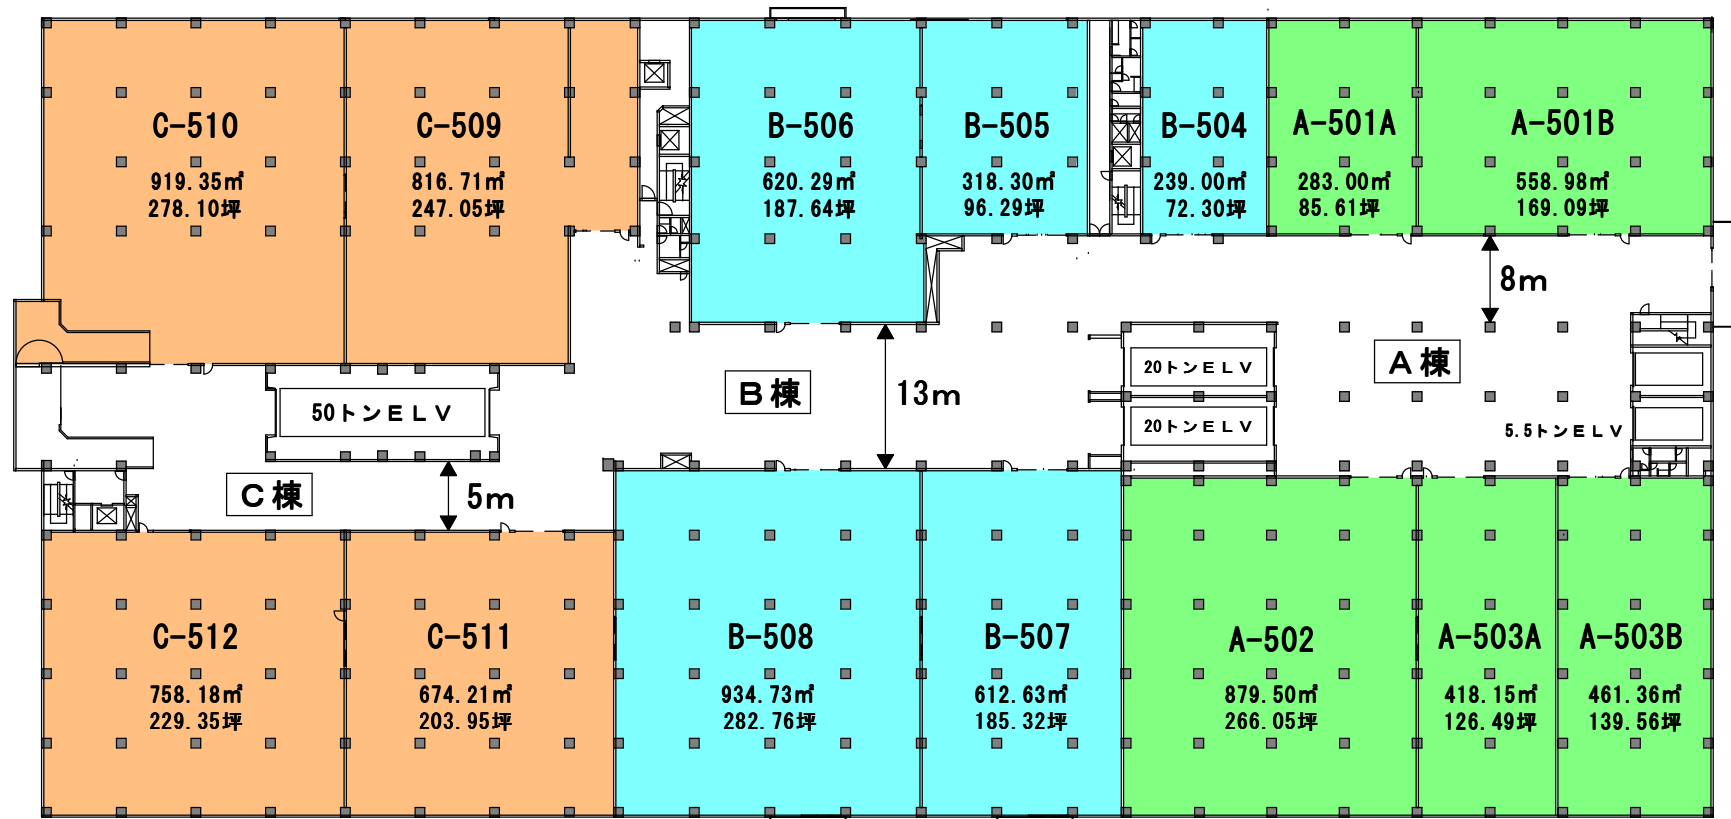 C-510
919.35㎡
278.10坪
C-509
816.71㎡
247.05坪
B-506
620.29㎡
187.64坪
B-505
318.30㎡
96.29坪
B-504
239.00㎡
72.30坪
A-501A
283.00㎡
85.61坪
A-501B
558.98㎡
169.09坪
8m
A棟
20トンELV
20トンELV
5.5トンELV
B棟
13m
50トンELV
C棟
5m
C-512
758.18㎡
229.35坪
C-511
674.21㎡
203.95坪
B-508
934.73㎡
282.76坪
B-507
612.63㎡
185.32坪
A-502
879.50㎡
266.05坪
A-503A
418.15㎡
126.49坪
A-503B
461.36㎡
139.56坪